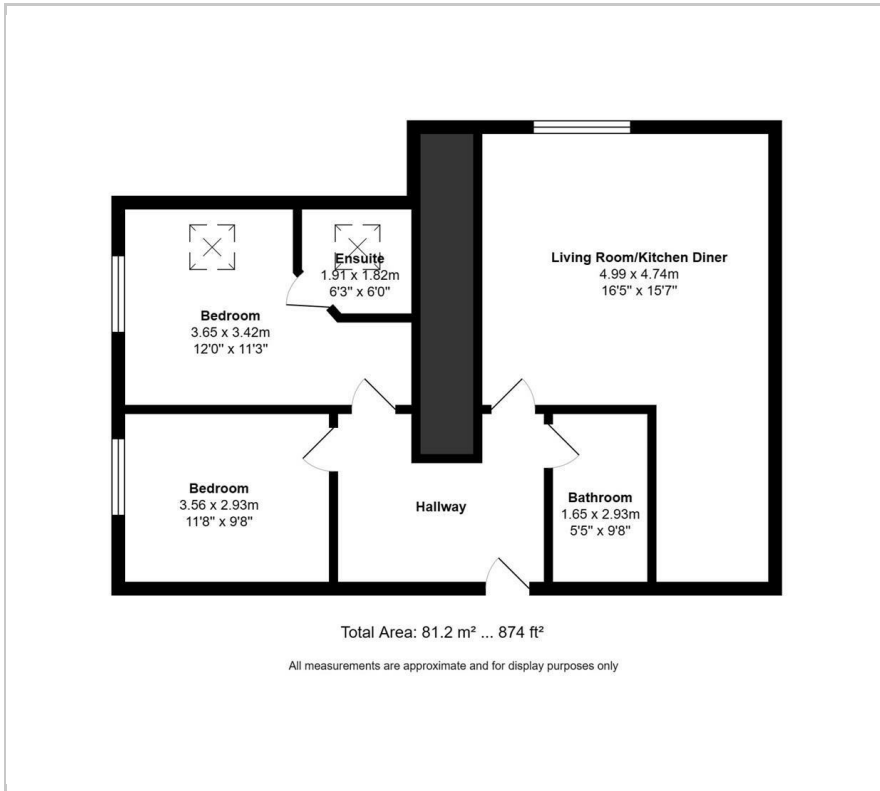 Living Room/Kitchen Diner
4.99 x 4.74m
16'5" x 15'7"
Ensuite
1.91 x 1.82m
6'3" x 6'0"
Bedroom
3.65 x 3.42m
12'0" x 11'3"
Bedroom
3.56 x 2.93m
11'8" x 9'8"
Hallway
Bathroom
1.65 x 2.93m
5'5" x 9'8"
Total Area: 81.2 m² ... 874 ft²
All measurements are approximate and for display purposes only